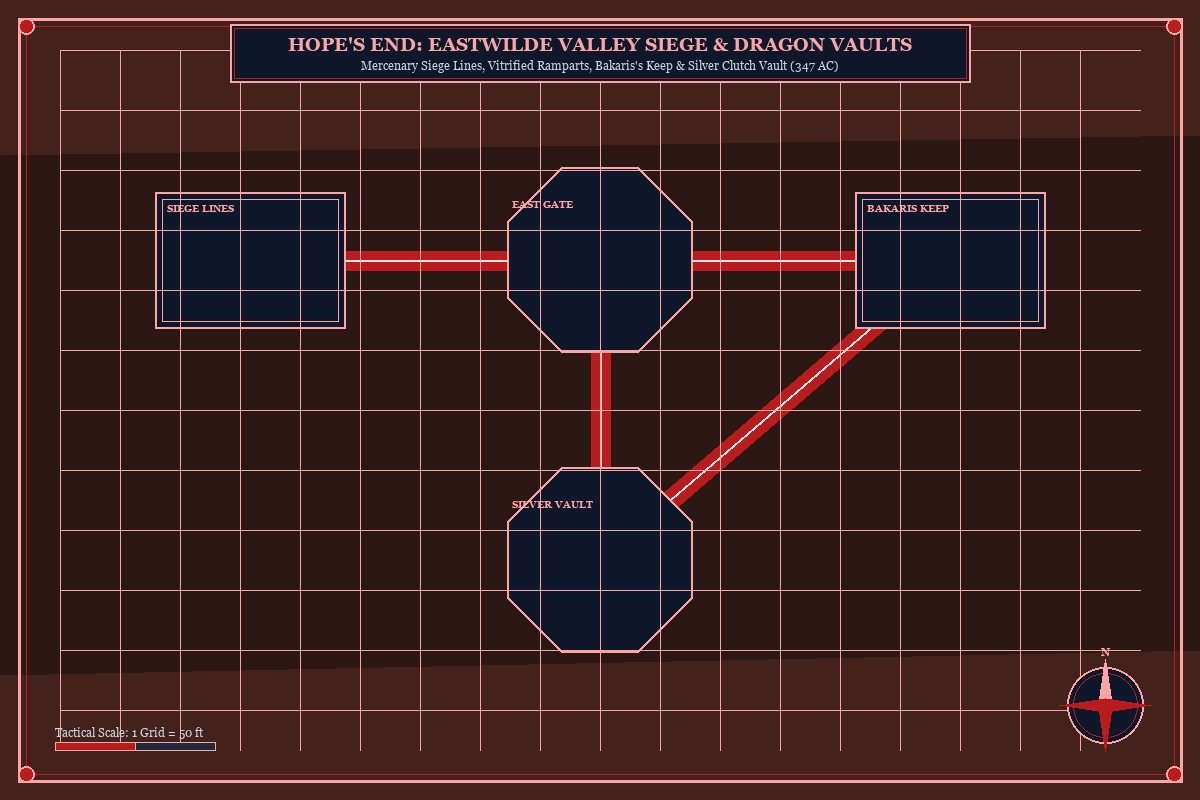 HOPE'S END: EASTWILDE VALLEY SIEGE & DRAGON VAULTS
Mercenary Siege Lines, Vitrified Ramparts, Bakaris's Keep & Silver Clutch Vault (347 AC)
EAST GATE
SIEGE LINES
BAKARIS KEEP
SILVER VAULT
N
Tactical Scale: 1 Grid = 50 ft